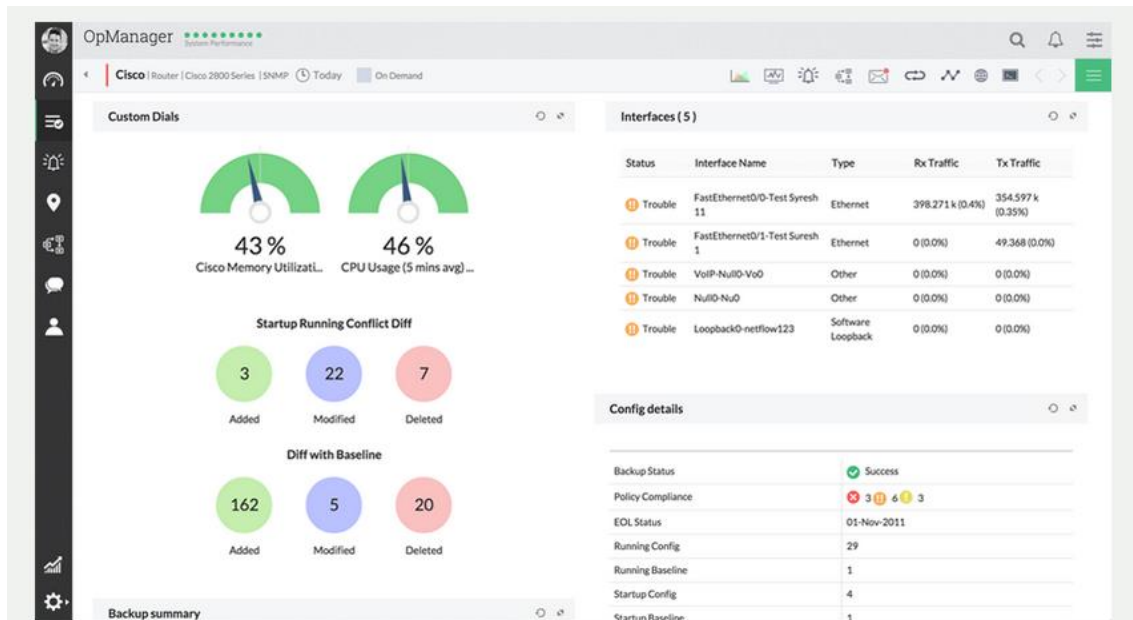 OpManager
System Performance
Cisco | Router | Cisco 2800 Series | SNMP Today On Demand
Custom Dials
43 %
Cisco Memory Utilizati...
46 %
CPU Usage (5 mins avg) ...
Startup Running Conflict Diff
3 22 7
Added Modified Deleted
Diff with Baseline
162 5 20
Added Modified Deleted
Backup summary
Interfaces ( 5 )
Status Interface Name Type Rx Traffic Tx Traffic
Trouble FastEthernet0/0-Test Syresh 11 Ethernet 398.271 k (0.4%) 354.597 k (0.35%)
Trouble FastEthernet0/1-Test Suresh 1 Ethernet 0 (0.0%) 49.368 (0.0%)
Trouble VoIP-Null0-Vo0 Other 0 (0.0%) 0 (0.0%)
Trouble Null0-Nu0 Other 0 (0.0%) 0 (0.0%)
Trouble Loopback0-netflow123 Software Loopback 0 (0.0%) 0 (0.0%)
Config details
Backup Status Success
Policy Compliance 3 6 3
EOL Status 01-Nov-2011
Running Config 29
Running Baseline 1
Startup Config 4
Startup Baseline 1